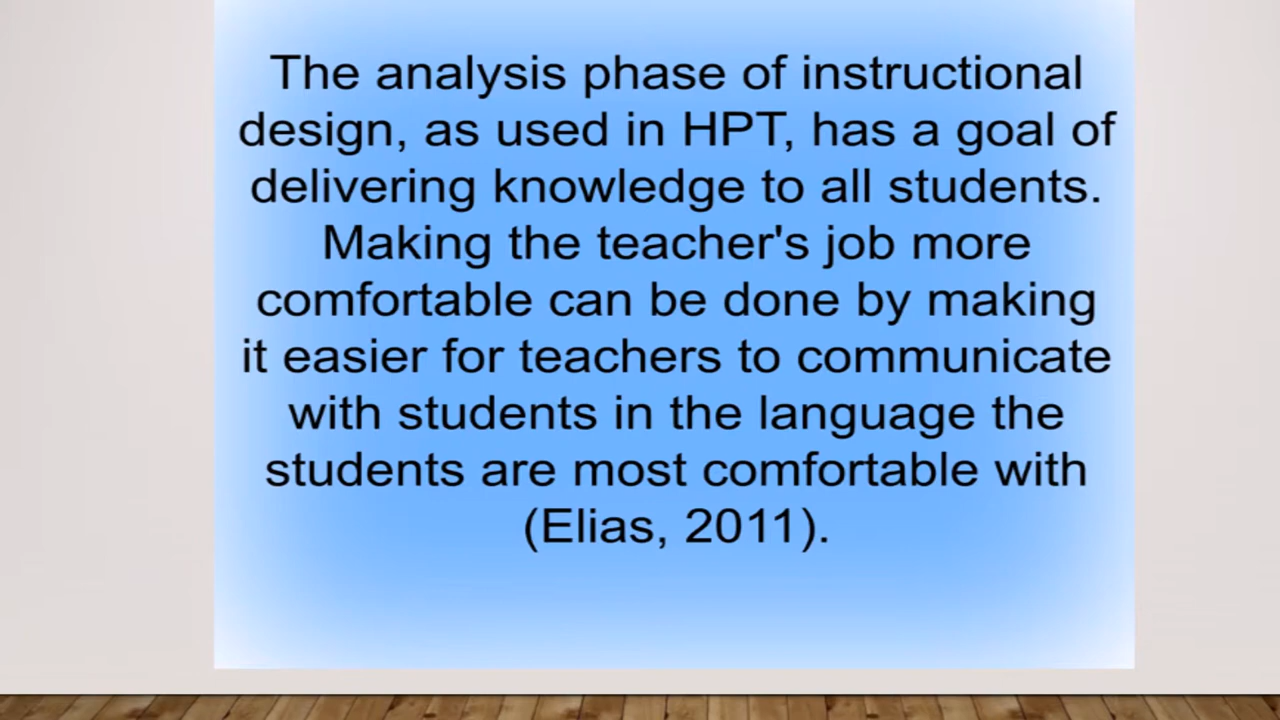 The analysis phase of instructional
design, as used in HPT, has a goal of
delivering knowledge to all students.
Making the teacher's job more
comfortable can be done by making
it easier for teachers to communicate
with students in the language the
students are most comfortable with
(Elias, 2011).